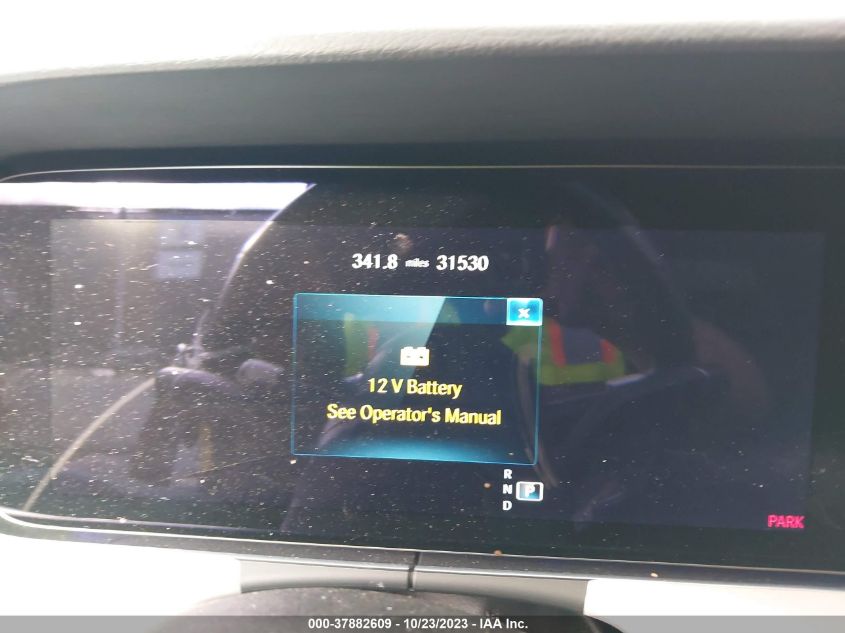 341.8 miles 31530
x
12 V Battery
See Operator's Manual
R
N P
D
PARK
000-37882609 - 10/23/2023 - IAA Inc.